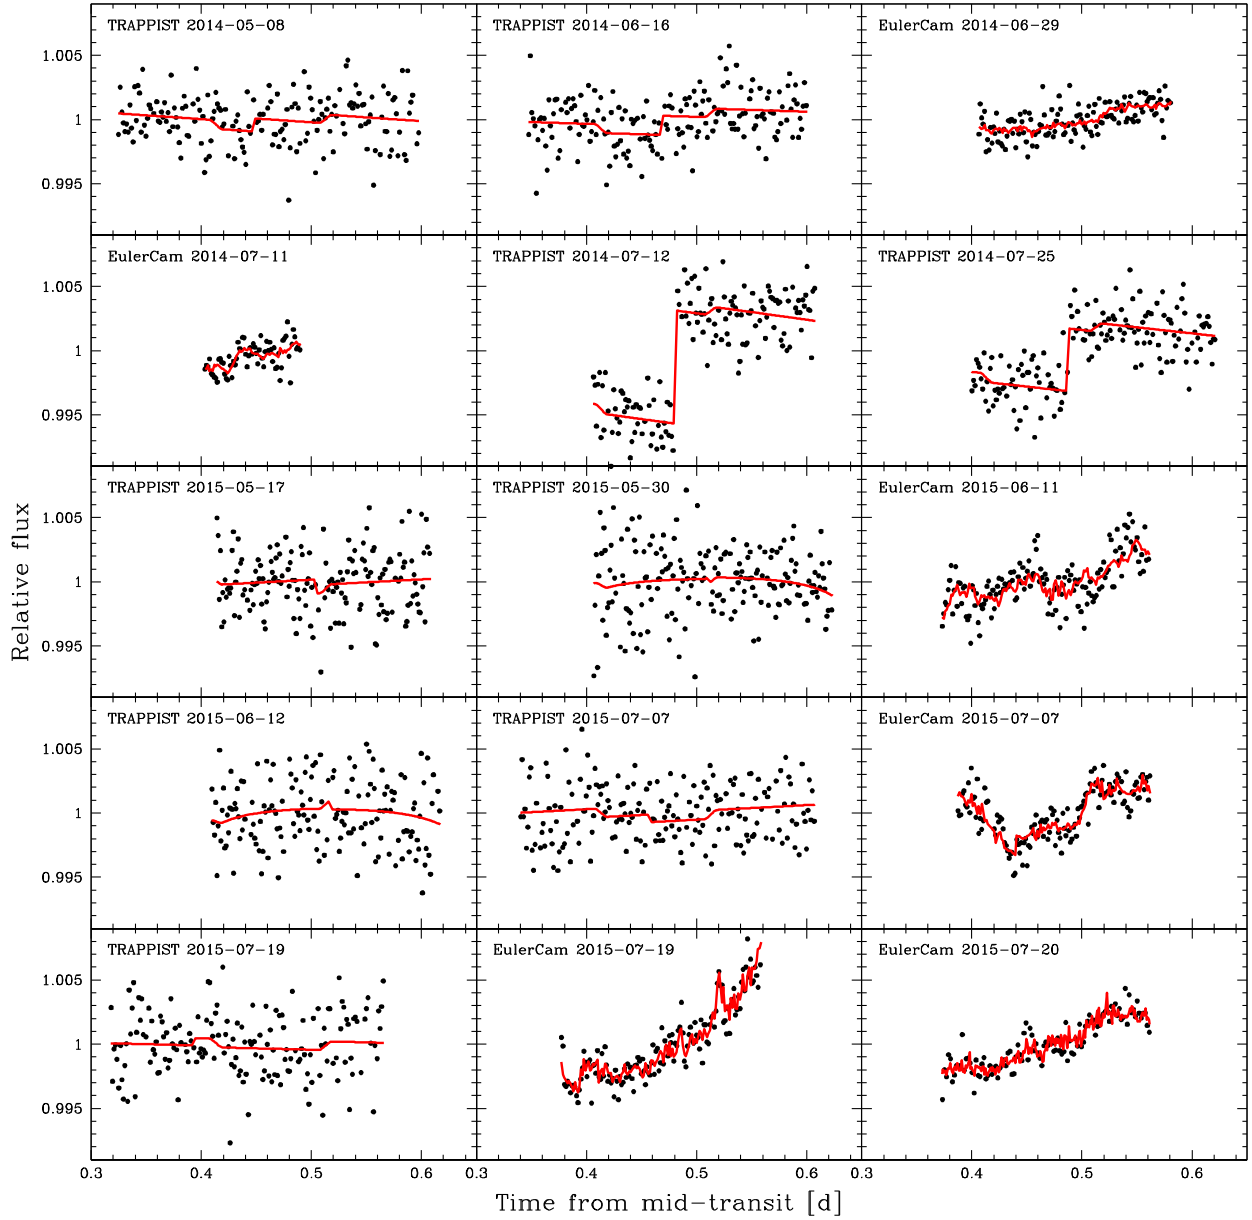 TRAPPIST 2014-05-08
TRAPPIST 2014-06-16
EulerCam 2014-06-29
1.005
1
0.995
EulerCam 2014-07-11
TRAPPIST 2014-07-12
TRAPPIST 2014-07-25
1.005
1
0.995
TRAPPIST 2015-05-17
TRAPPIST 2015-05-30
EulerCam 2015-06-11
1.005
1
0.995
Relative flux
TRAPPIST 2015-06-12
TRAPPIST 2015-07-07
EulerCam 2015-07-07
1.005
1
0.995
TRAPPIST 2015-07-19
EulerCam 2015-07-19
EulerCam 2015-07-20
1.005
1
0.995
0.3 0.4 0.5 0.6 0.3 0.4 0.5 0.6 0.3 0.4 0.5 0.6
Time from mid-transit [d]